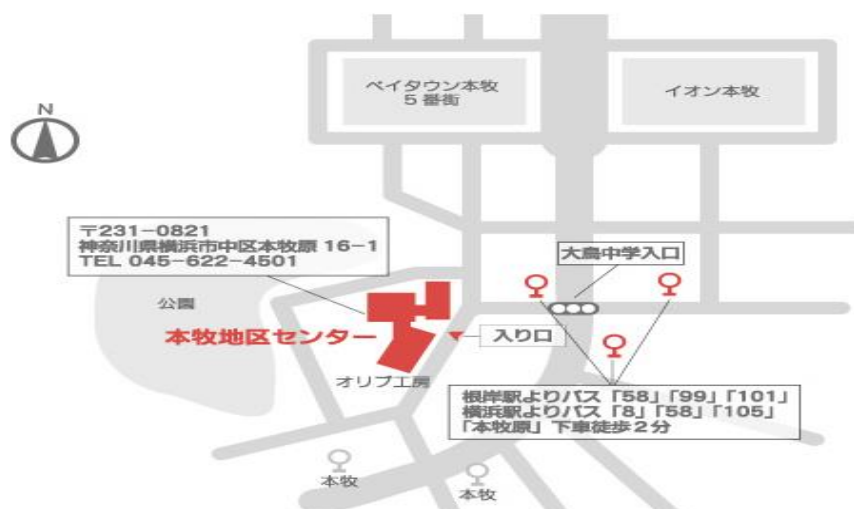 N
ベイタウン本牧
5番街
イオン本牧
〒231-0821
神奈川県横浜市中区本牧原 16-1
TEL 045-622-4501
大鳥中学入口
公園
本牧地区センター
入り口
オリブ工房
根岸駅よりバス「58」「99」「101」
横浜駅よりバス「8」「58」「105」
「本牧原」下車徒歩2分
本牧
本牧